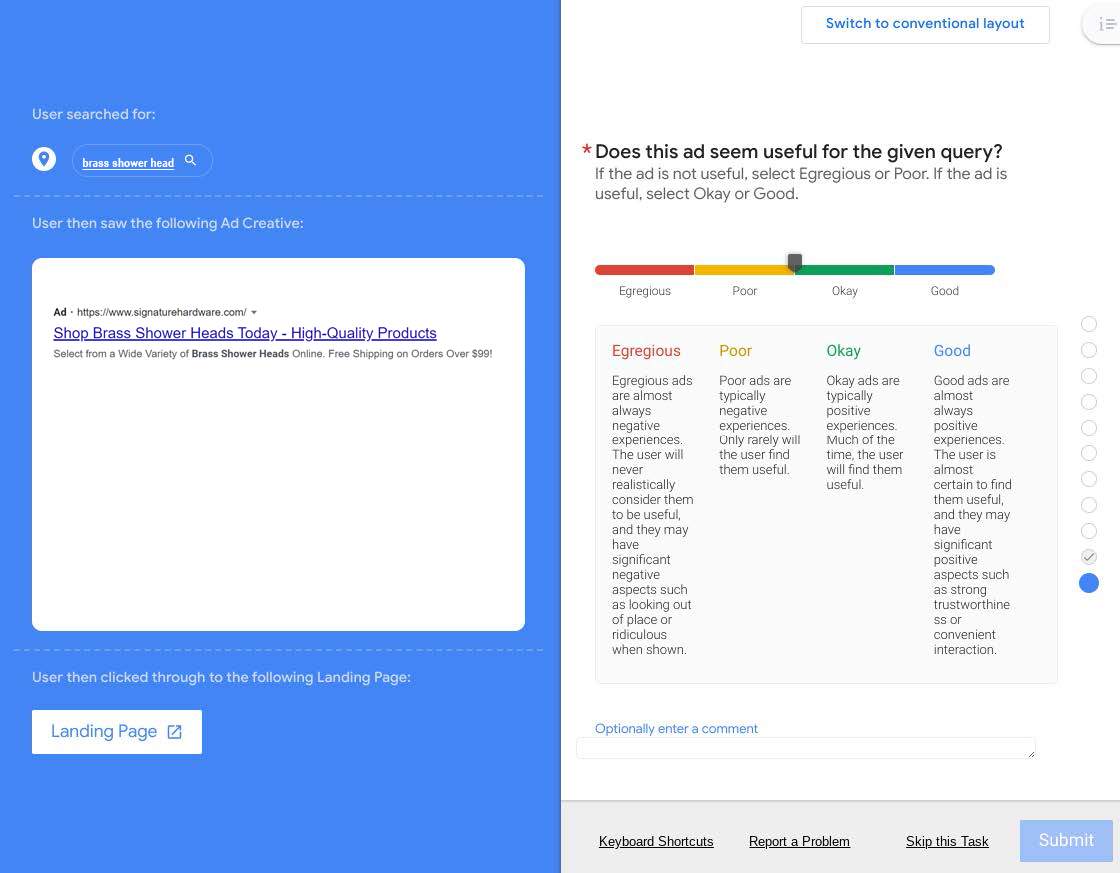 Switch to conventional layout
User searched for:
brass shower head
User then saw the following Ad Creative:
Ad · https://www.signaturehardware.com/
Shop Brass Shower Heads Today - High-Quality Products
Select from a Wide Variety of Brass Shower Heads Online. Free Shipping on Orders Over $99!
User then clicked through to the following Landing Page:
Landing Page
* Does this ad seem useful for the given query?
If the ad is not useful, select Egregious or Poor. If the ad is
useful, select Okay or Good.
Egregious Poor Okay Good
Egregious
Egregious ads
are almost
always
negative
experiences.
The user will
never
realistically
consider them
to be useful,
and they may
have
significant
negative
aspects such
as looking out
of place or
ridiculous
when shown.
Poor
Poor ads are
typically
negative
experiences.
Only rarely will
the user find
them useful.
Okay
Okay ads are
typically
positive
experiences.
Much of the
time, the user
will find them
useful.
Good
Good ads are
almost
always
positive
experiences.
The user is
almost
certain to find
them useful,
and they may
have
significant
positive
aspects such
as strong
trustworthine
ss or
convenient
interaction.
Optionally enter a comment
Keyboard Shortcuts
Report a Problem
Skip this Task
Submit